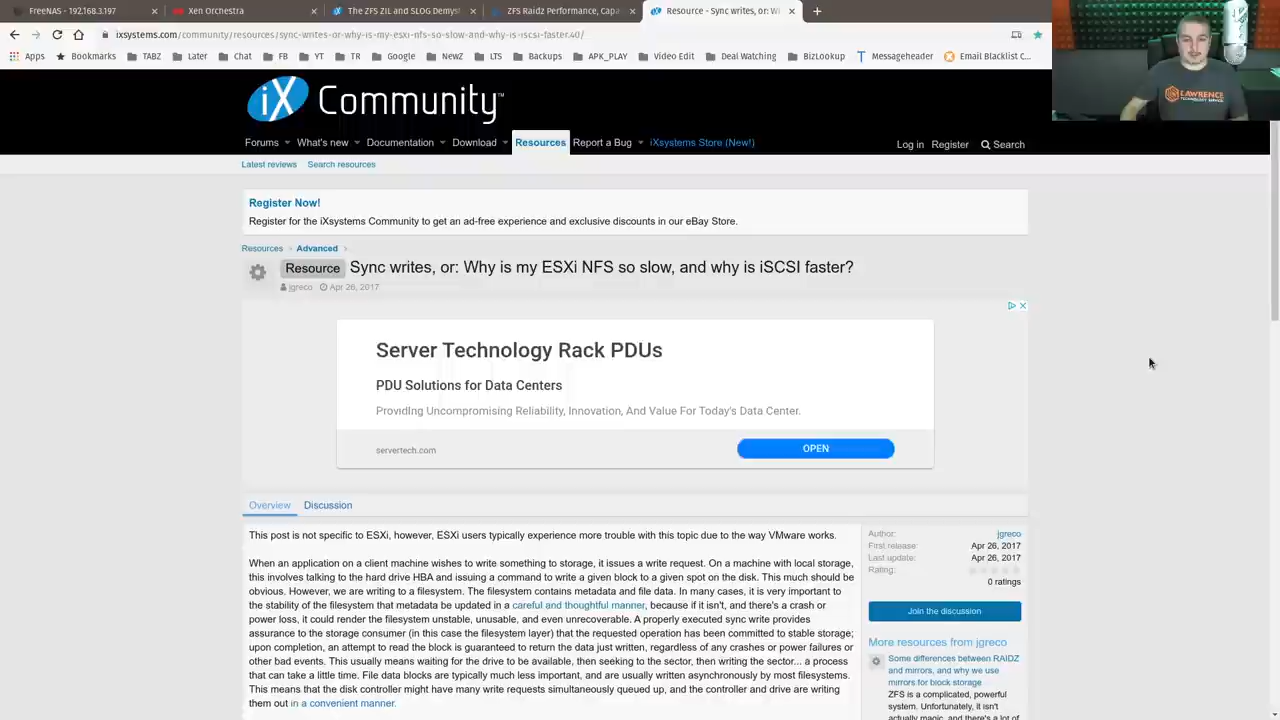 FreeNAS - 192.168.3.197
Xen Orchestra
The ZFS ZIL and SLOG Demyst
ZFS Raidz Performance, Capa
Resource - Sync writes, or: W
ixsystems.com/community/resources/sync-writes-or-why-is-my-esxi-nfs-so-slow-and-why-is-iscsi-faster.40/
Apps Bookmarks TABZ Later Chat FB YT TR Google NewZ LTS Backups APK_PLAY Video Edit Deal Watching BizLookup Messageheader Email Blacklist C...
LAWRENCE
iX Community™
Forums What's new Documentation Download Resources Report a Bug iXsystems Store (New!)
Log in Register Search
Latest reviews Search resources
Register Now!
Register for the iXsystems Community to get an ad-free experience and exclusive discounts in our eBay Store.
Resources > Advanced >
Resource Sync writes, or: Why is my ESXi NFS so slow, and why is iSCSI faster?
jgreco Apr 26, 2017
Server Technology Rack PDUs
PDU Solutions for Data Centers
Providing Uncompromising Reliability, Innovation, And Value For Today's Data Center.
servertech.com
OPEN
Overview Discussion
This post is not specific to ESXi, however, ESXi users typically experience more trouble with this topic due to the way VMware works.
When an application on a client machine wishes to write something to storage, it issues a write request. On a machine with local storage,
this involves talking to the hard drive HBA and issuing a command to write a given block to a given spot on the disk. This much should be
obvious. However, we are writing to a filesystem. The filesystem contains metadata and file data. In many cases, it is very important to
the stability of the filesystem that metadata be updated in a careful and thoughtful manner, because if it isn't, and there's a crash or
power loss, it could render the filesystem unstable, unusable, and even unrecoverable. A properly executed sync write provides
assurance to the storage consumer (in this case the filesystem layer) that the requested operation has been committed to stable storage;
upon completion, an attempt to read the block is guaranteed to return the data just written, regardless of any crashes or power failures or
other bad events. This usually means waiting for the drive to be available, then seeking to the sector, then writing the sector... a process
that can take a little time. File data blocks are typically much less important, and are usually written asynchronously by most filesystems.
This means that the disk controller might have many write requests simultaneously queued up, and the controller and drive are writing
them out in a convenient manner.
Author: jgreco
First release: Apr 26, 2017
Last update: Apr 26, 2017
Rating:
0 ratings
Join the discussion
More resources from jgreco
Some differences between RAIDZ
and mirrors, and why we use
mirrors for block storage
ZFS is a complicated, powerful
system. Unfortunately, it isn't
actually magic, and there's a lot of